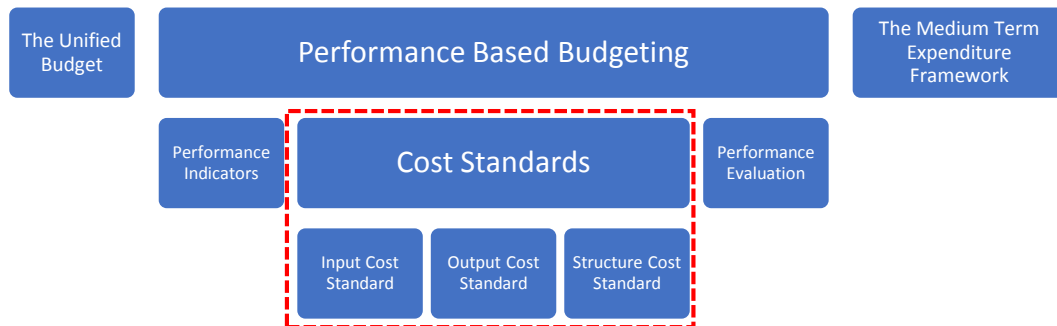 The Unified
Budget
Performance Based Budgeting
The Medium Term
Expenditure
Framework
Performance
Indicators
Cost Standards
Performance
Evaluation
Input Cost
Standard
Output Cost
Standard
Structure Cost
Standard